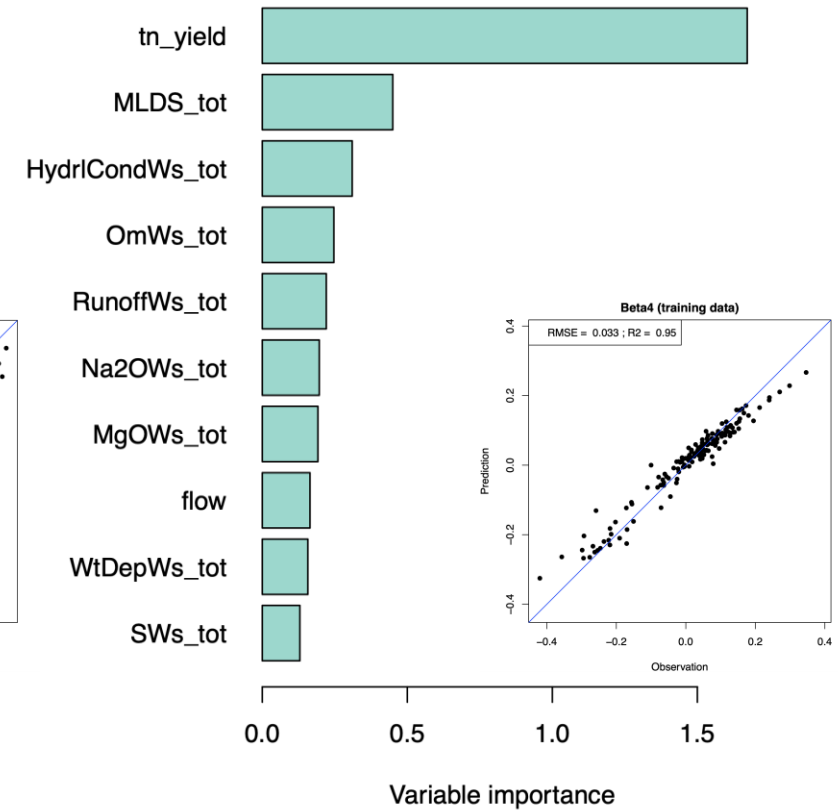 tn_yield
MLDS_tot
HydrlCondWs_tot
OmWs_tot
RunoffWs_tot
Na2OWs_tot
MgOWs_tot
flow
WtDepWs_tot
SWs_tot
0.0 0.5 1.0 1.5
Variable importance
Beta4 (training data)
RMSE = 0.033 ; R2 = 0.95
0.4
0.2
0.0
−0.2
−0.4
Prediction
−0.4 −0.2 0.0 0.2 0.4
Observation